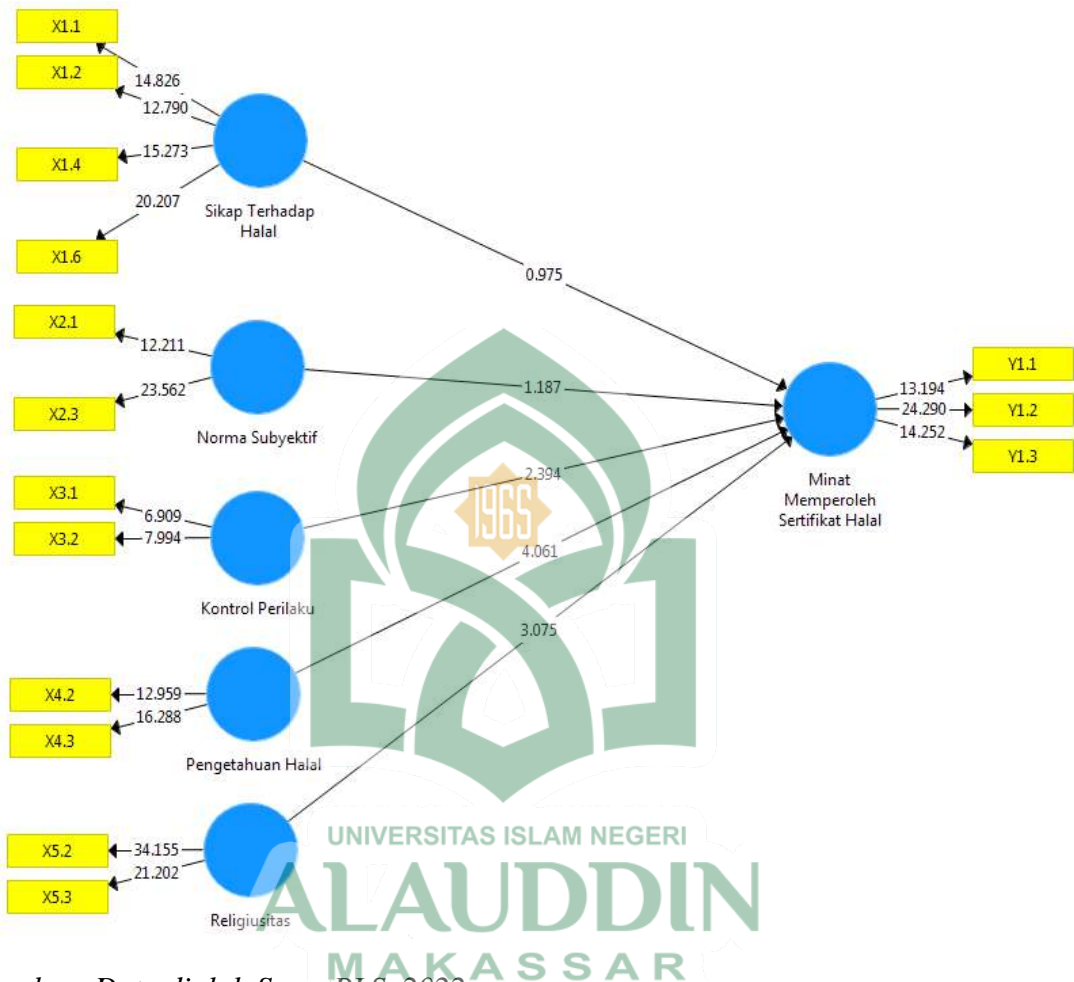 X1.1
X1.2
14.826
12.790
X1.4
15.273
20.207
X1.6
Sikap Terhadap
Halal
0.975
X2.1
12.211
23.562
X2.3
Norma Subyektif
1.187
X3.1
6.909
X3.2
7.994
Kontrol Perilaku
2.394
1965
X4.2
12.959
16.288
X4.3
Pengetahuan Halal
4.061
X5.2
34.155
21.202
X5.3
Religiusitas
3.075
Y1.1
13.194
24.290
Y1.2
14.252
Y1.3
Minat
Memperoleh
Sertifikat Halal
UNIVERSITAS ISLAM NEGERI
ALAUDDIN
MAKASSAR